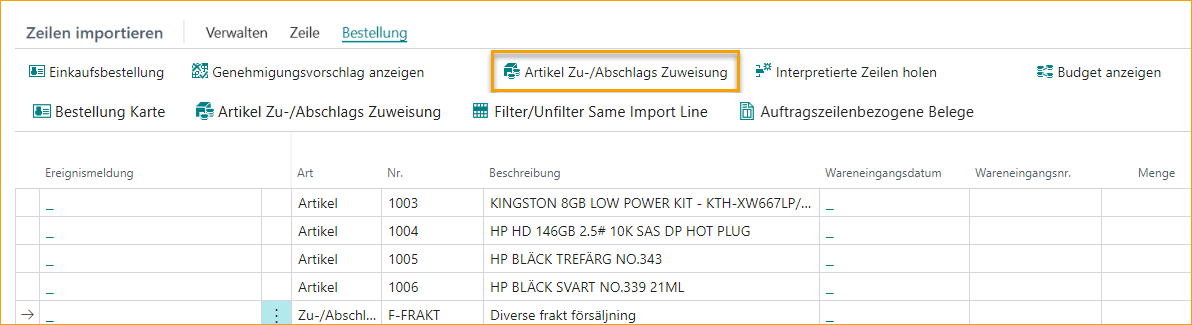 Zeilen importieren Verwalten Zeile Bestellung
Einkaufsbestellung Genehmigungsvorschlag anzeigen Artikel Zu-/Abschlags Zuweisung Interpretierte Zeilen holen Budget anzeigen
Bestellung Karte Artikel Zu-/Abschlags Zuweisung Filter/Unfilter Same Import Line Auftragszeilenbezogene Belege
Ereignismeldung Art Nr. Beschreibung Wareneingangsdatum Wareneingangsnr. Menge
_ Artikel 1003 KINGSTON 8GB LOW POWER KIT - KTH-XW667LP/... _
_ Artikel 1004 HP HD 146GB 2.5# 10K SAS DP HOT PLUG _
_ Artikel 1005 HP BLÄCK TREFÄRG NO.343 _
_ Artikel 1006 HP BLÄCK SVART NO.339 21ML _
→ _ Zu-/Abschl... F-FRAKT Diverse frakt försäljning _